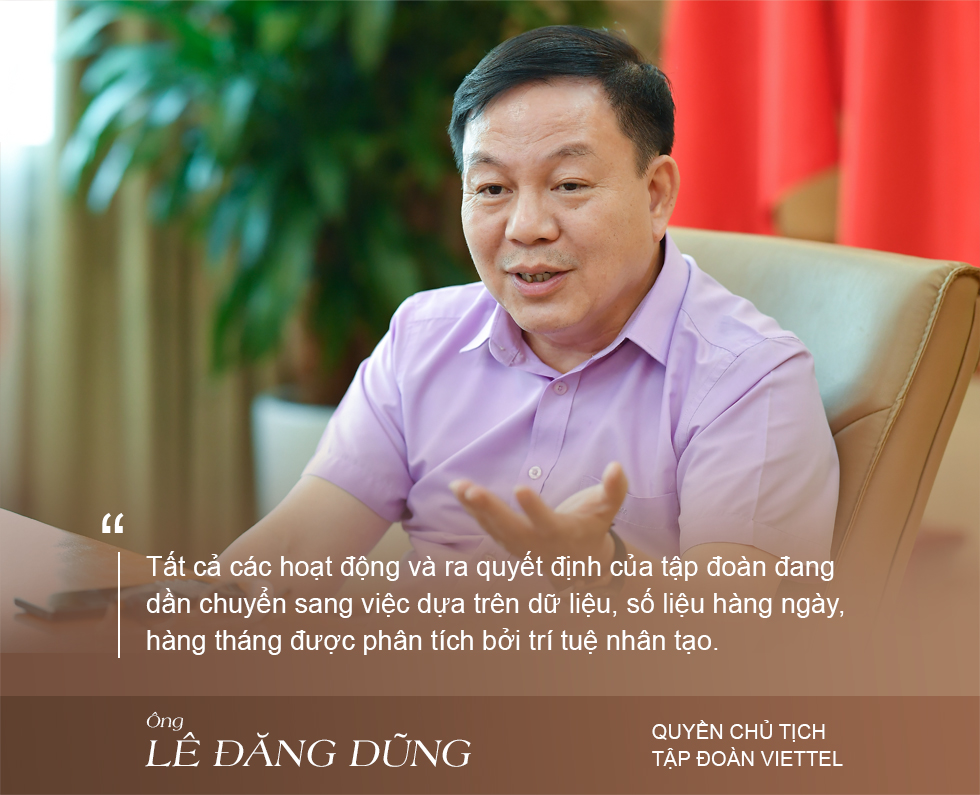 “
Tất cả các hoạt động và ra quyết định của tập đoàn đang
dần chuyển sang việc dựa trên dữ liệu, số liệu hàng ngày,
hàng tháng được phân tích bởi trí tuệ nhân tạo.
Ông
LÊ ĐĂNG DŨNG
QUYỀN CHỦ TỊCH
TẬP ĐOÀN VIETTEL